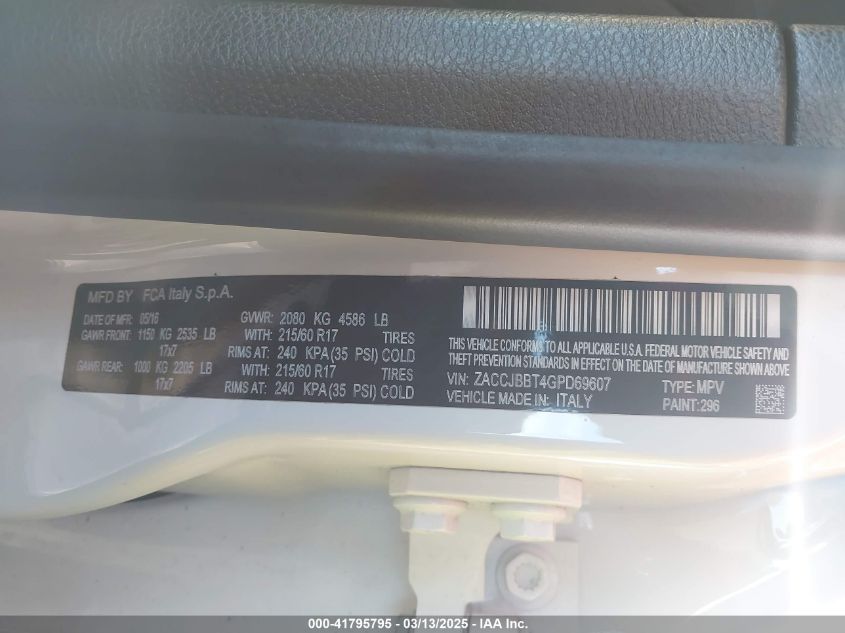 MFD BY FCA Italy S.p.A.
DATE OF MFR: 05/16 GVWR: 2080 KG 4586 LB
GAWR FRONT: 1150 KG 2535 LB WITH: 215/60 R17 TIRES
17x7 RIMS AT: 240 KPA(35 PSI) COLD
GAWR REAR: 1000 KG 2205 LB WITH: 215/60 R17 TIRES
17x7 RIMS AT: 240 KPA(35 PSI) COLD
THIS VEHICLE CONFORMS TO ALL APPLICABLE U.S.A. FEDERAL MOTOR VEHICLE SAFETY AND
THEFT PREVENTION STANDARDS IN EFFECT ON THE DATE OF MANUFACTURE SHOWN ABOVE
VIN: ZACCJBBT4GPD69607 TYPE: MPV
VEHICLE MADE IN: ITALY PAINT:296
000-41795795 - 03/13/2025 - IAA Inc.